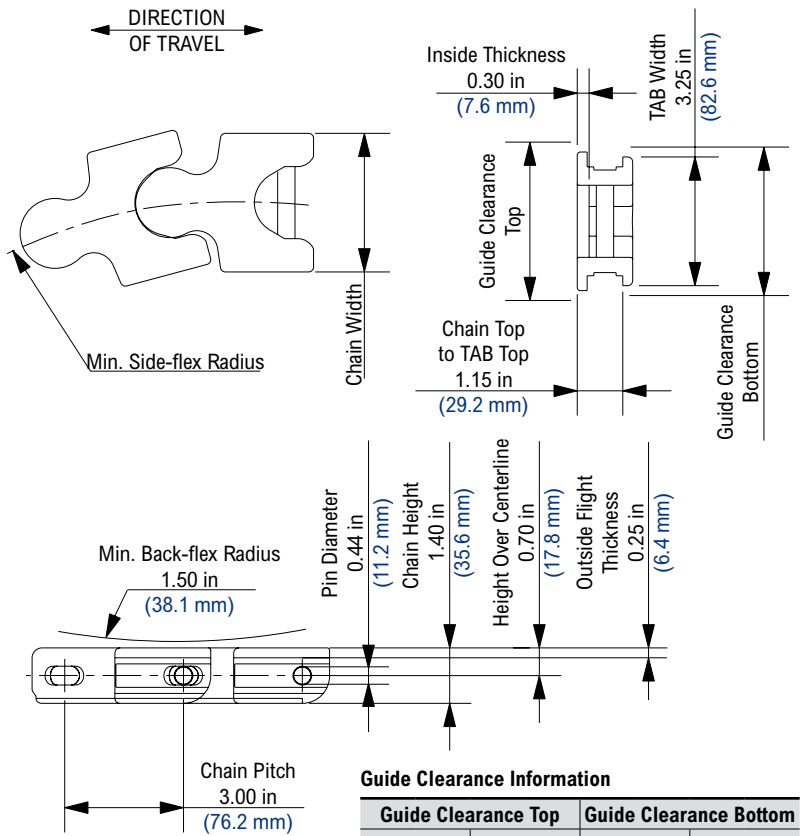 DIRECTION
OF TRAVEL
Inside Thickness
0.30 in
(7.6 mm)
TAB Width
3.25 in
(82.6 mm)
Guide Clearance
Top
Chain Width
Min. Side-flex Radius
Chain Top
to TAB Top
1.15 in
(29.2 mm)
Guide Clearance
Bottom
Min. Back-flex Radius
1.50 in
(38.1 mm)
Pin Diameter
0.44 in
(11.2 mm)
Chain Height
1.40 in
(35.6 mm)
Height Over Centerline
0.70 in
(17.8 mm)
Outside Flight
Thickness
0.25 in
(6.4 mm)
Chain Pitch
3.00 in
(76.2 mm)
Guide Clearance Information
Guide Clearance Top Guide Clearance Bottom